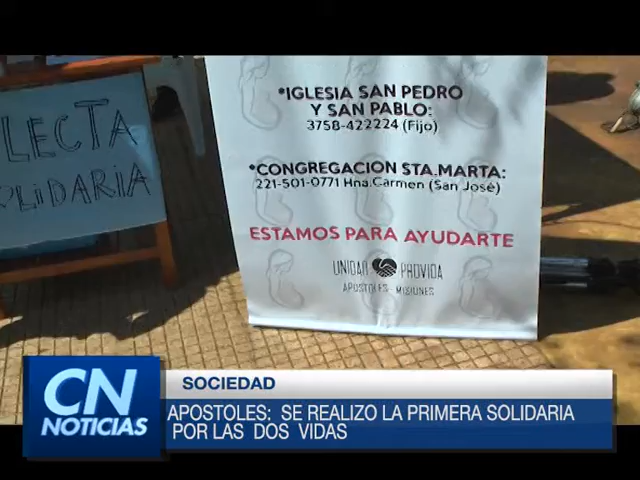 LECTA
OLIDARIA
*IGLESIA SAN PEDRO
Y SAN PABLO:
3758-422224 (Fijo)
*CONGREGACION STA.MARTA:
221-501-0771 Hna.Carmen (San José)
ESTAMOS PARA AYUDARTE
UNIDAD PROVIDA
APOSTOLES - MISIONES
CN
NOTICIAS
SOCIEDAD
APOSTOLES: SE REALIZO LA PRIMERA SOLIDARIA
POR LAS DOS VIDAS